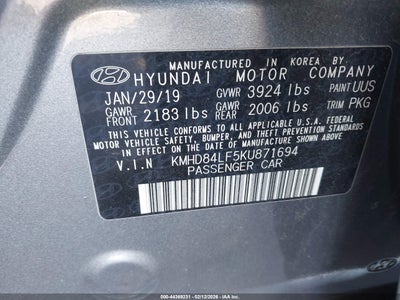 MANUFACTURED IN KOREA BY
HYUNDAI MOTOR COMPANY
JAN/29/19 GVWR 3924 lbs PAINT UUS
GAWR FRONT 2183 lbs GAWR REAR 2006 lbs TRIM PKG
THIS VEHICLE CONFORMS TO ALL APPLICABLE U.S. FEDERAL
MOTOR VEHICLE SAFETY, BUMPER, AND THEFT PREVENTION
STANDARDS IN EFFECT ON THE DATE OF MANUFACTURE SHOWN ABOVE.
V.I.N KMHD84LF5KU871694
PASSENGER CAR
000-44369231 - 02/12/2026 - IAA, Inc.